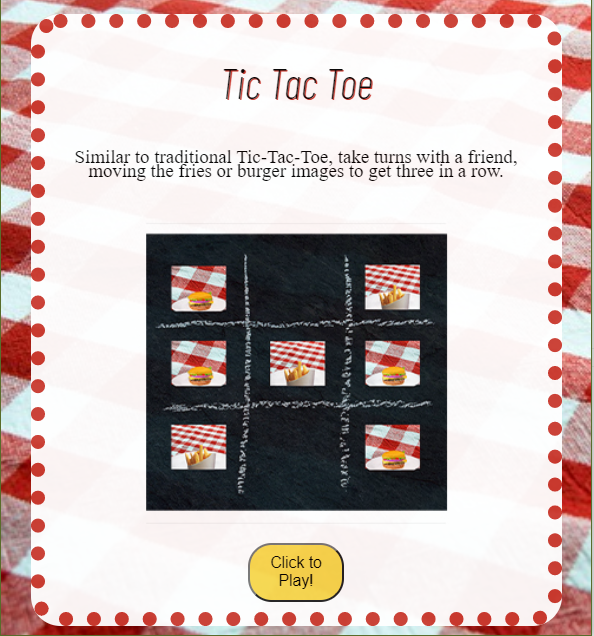 Tic Tac Toe
Similar to traditional Tic-Tac-Toe, take turns with a friend,
moving the fries or burger images to get three in a row.
Click to
Play!